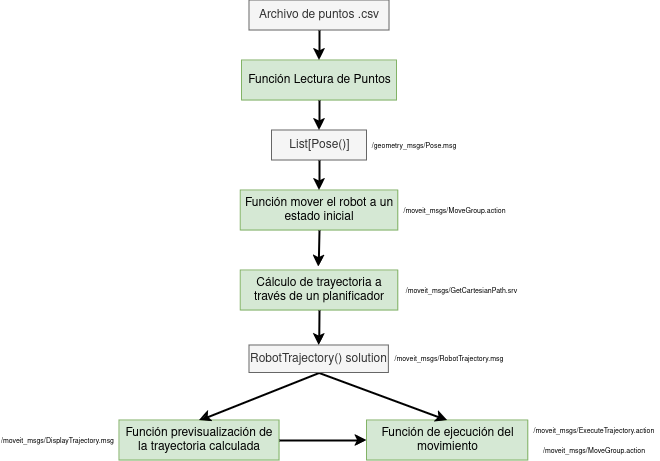 Archivo de puntos .csv
Función Lectura de Puntos
List[Pose()]
/geometry_msgs/Pose.msg
Función mover el robot a un
estado inicial
/moveit_msgs/MoveGroup.action
Cálculo de trayectoria a
través de un planificador
/moveit_msgs/GetCartesianPath.srv
RobotTrajectory() solution
/moveit_msgs/RobotTrajectory.msg
/moveit_msgs/DisplayTrajectory.msg
Función previsualización de
la trayectoria calculada
Función de ejecución del
movimiento
/moveit_msgs/ExecuteTrajectory.action
/moveit_msgs/MoveGroup.action